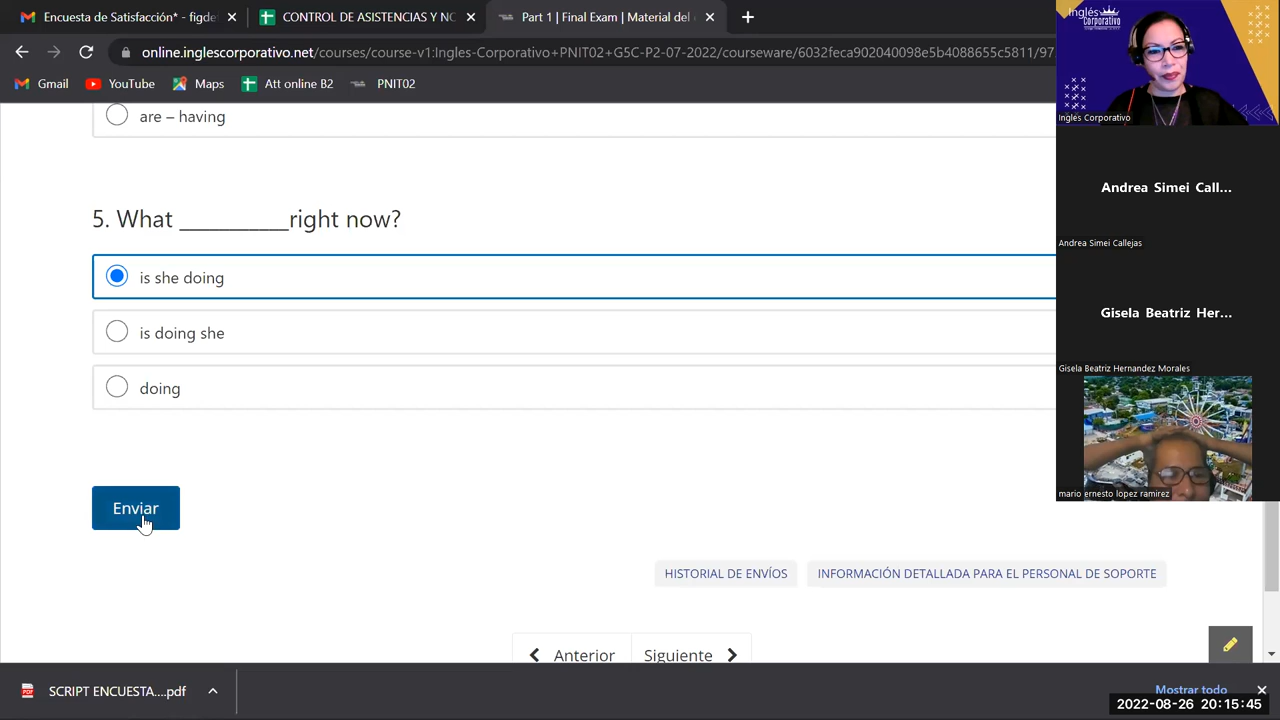 Encuesta de Satisfacción* - figde
CONTROL DE ASISTENCIAS Y NO
Part 1 | Final Exam | Material del c
online.inglescorporativo.net/courses/course-v1:Ingles-Corporativo+PNIT02+G5C-P2-07-2022/courseware/
Gmail
YouTube
Maps
Att online B2
PNIT02
are – having
5. What __________right now?
is she doing
is doing she
doing
Enviar
HISTORIAL DE ENVÍOS
INFORMACIÓN DETALLADA PARA EL PERSONAL DE SOPORTE
Anterior
Siguiente
SCRIPT ENCUESTA....pdf
Mostrar todo
2022-08-26 20:15:45
Inglés
Corporativo
Inglés Corporativo
Andrea Simei Call...
Andrea Simei Callejas
Gisela Beatriz Her...
Gisela Beatriz Hernandez Morales
mario ernesto lopez ramirez